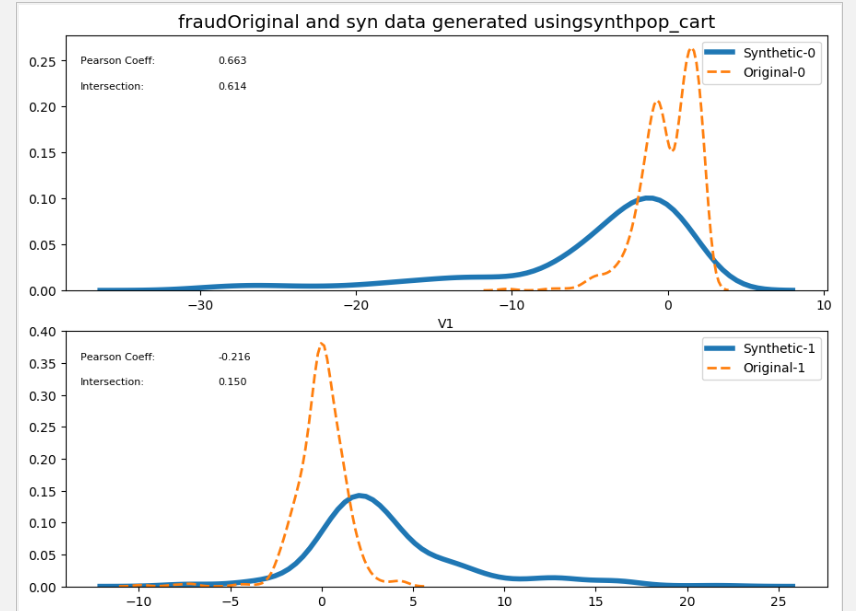 fraudOriginal and syn data generated usingsynthpop_cart
Pearson Coeff: 0.663
Intersection: 0.614
Synthetic-0
Original-0
0.25
0.20
0.15
0.10
0.05
0.00
−30 −20 −10 0 10
V1
Pearson Coeff: -0.216
Intersection: 0.150
Synthetic-1
Original-1
0.40
0.35
0.30
0.25
0.20
0.15
0.10
0.05
0.00
−10 −5 0 5 10 15 20 25